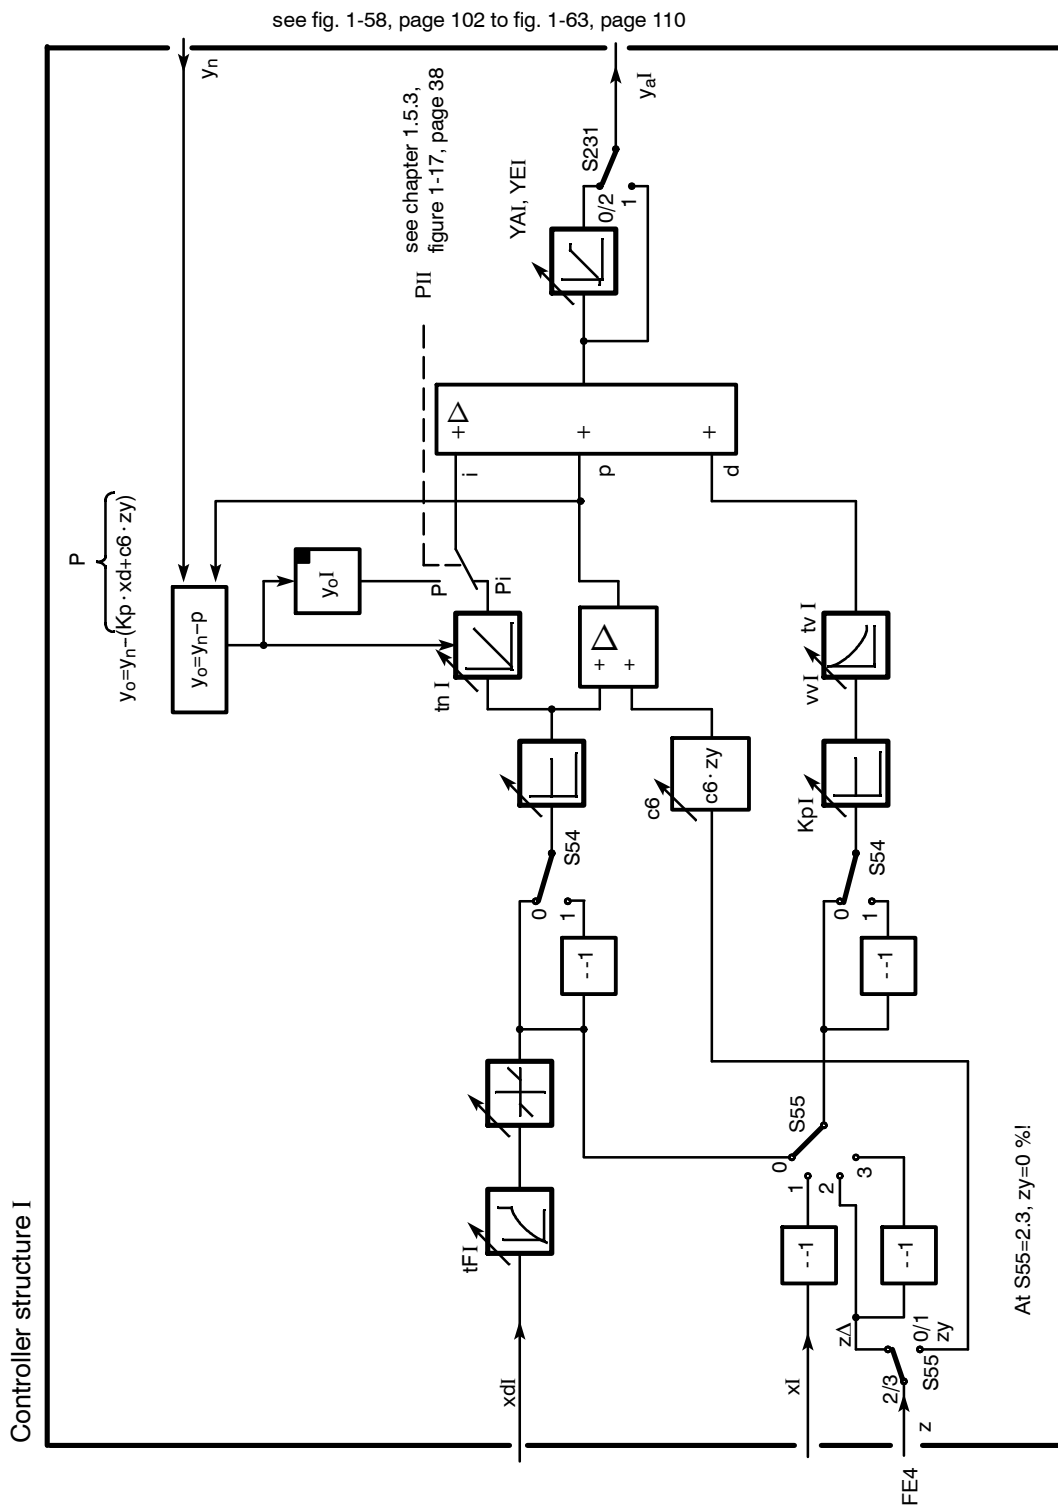 see fig. 1-58, page 102 to fig. 1-63, page 110
Controller structure I
yn
yaI
see chapter 1.5.3,
figure 1-17, page 38
PII
S231
YAI, YEI
0/2
1
P
yo=yn−(Kp·xd+c6·zy)
yo=yn−p
yoI
P
Pi
i
p
d
+
+
+
tn I
+
+
tv I
vvI
c6
c6·zy
KpI
S54
0
1
--1
S54
0
1
--1
tFI
S55
0
1
2
3
--1
--1
xdI
xI
zΔ
0/1
zy
2/3
S55
z
FE4
At S55=2.3, zy=0 %!